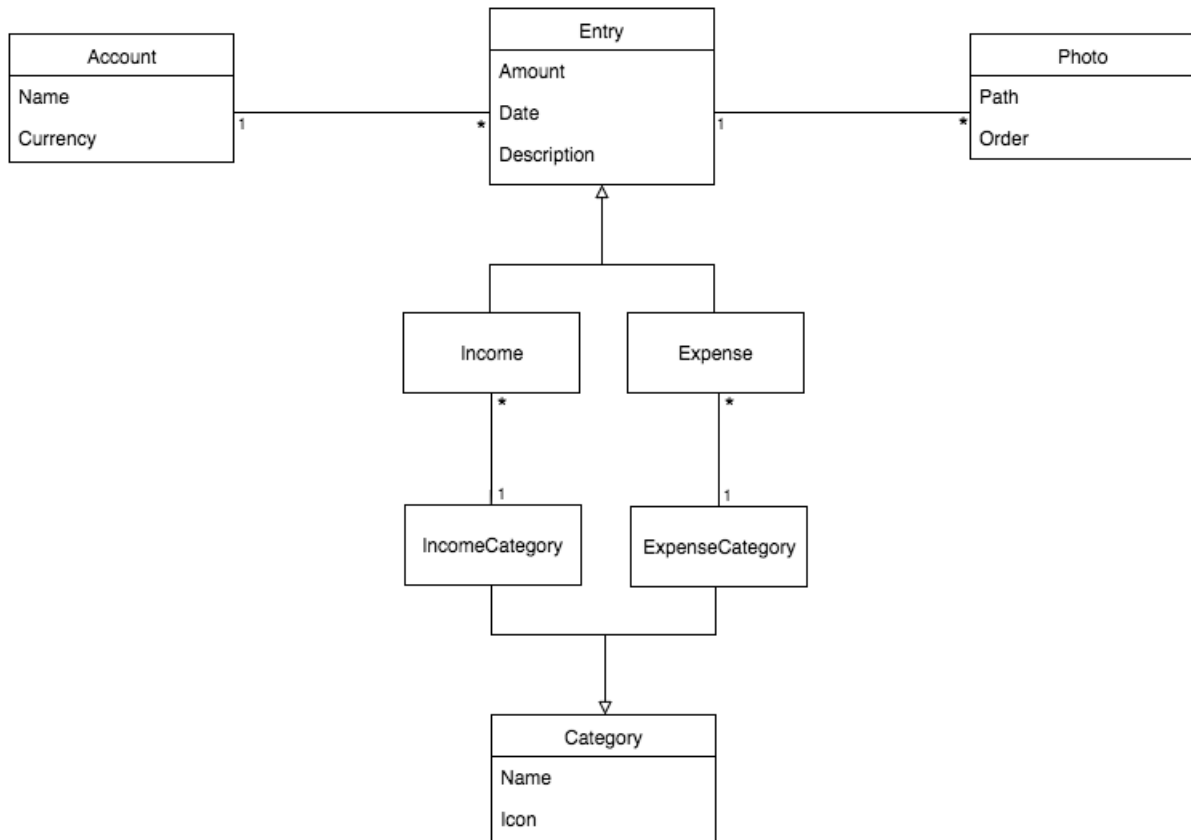 Account
Name
Currency
1
*
Entry
Amount
Date
Description
1
*
Photo
Path
Order
Income
*
Expense
*
1
IncomeCategory
1
ExpenseCategory
Category
Name
Icon